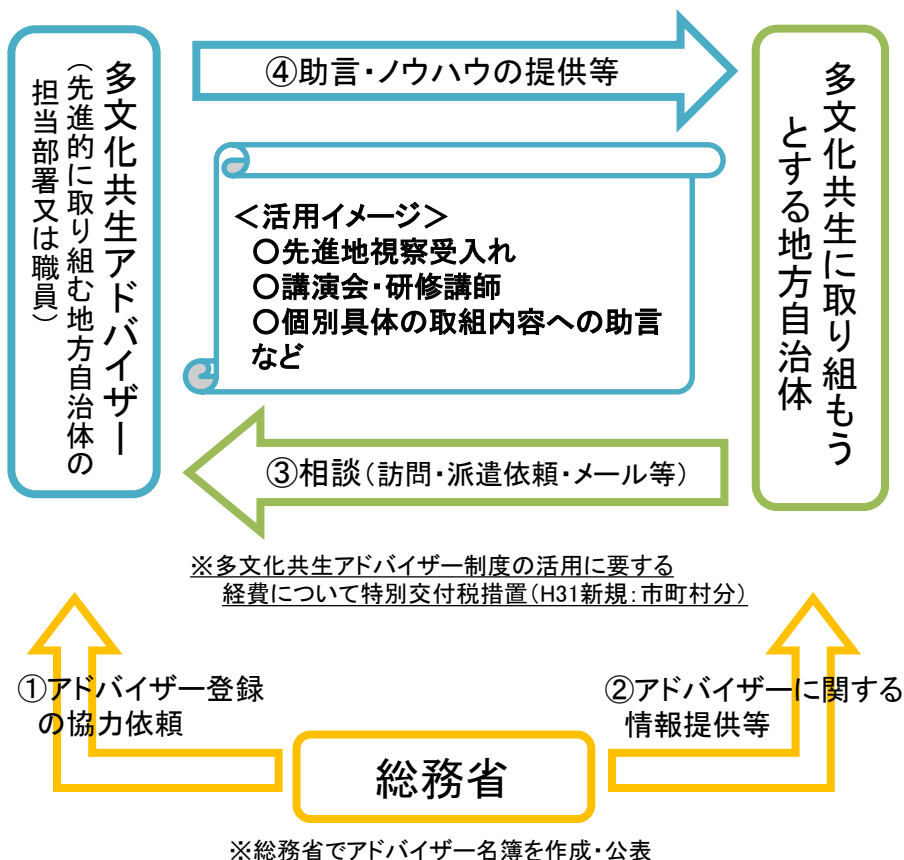 多文化共生アドバイザー
（先進的に取り組む地方自治体の
担当部署又は職員）
④助言・ノウハウの提供等
多文化共生に取り組もう
とする地方自治体
＜活用イメージ＞
○先進地視察受入れ
○講演会・研修講師
○個別具体の取組内容への助言
など
③相談（訪問・派遣依頼・メール等）
※多文化共生アドバイザー制度の活用に要する
経費について特別交付税措置（H31新規：市町村分）
①アドバイザー登録
の協力依頼
②アドバイザーに関する
情報提供等
総務省
※総務省でアドバイザー名簿を作成・公表